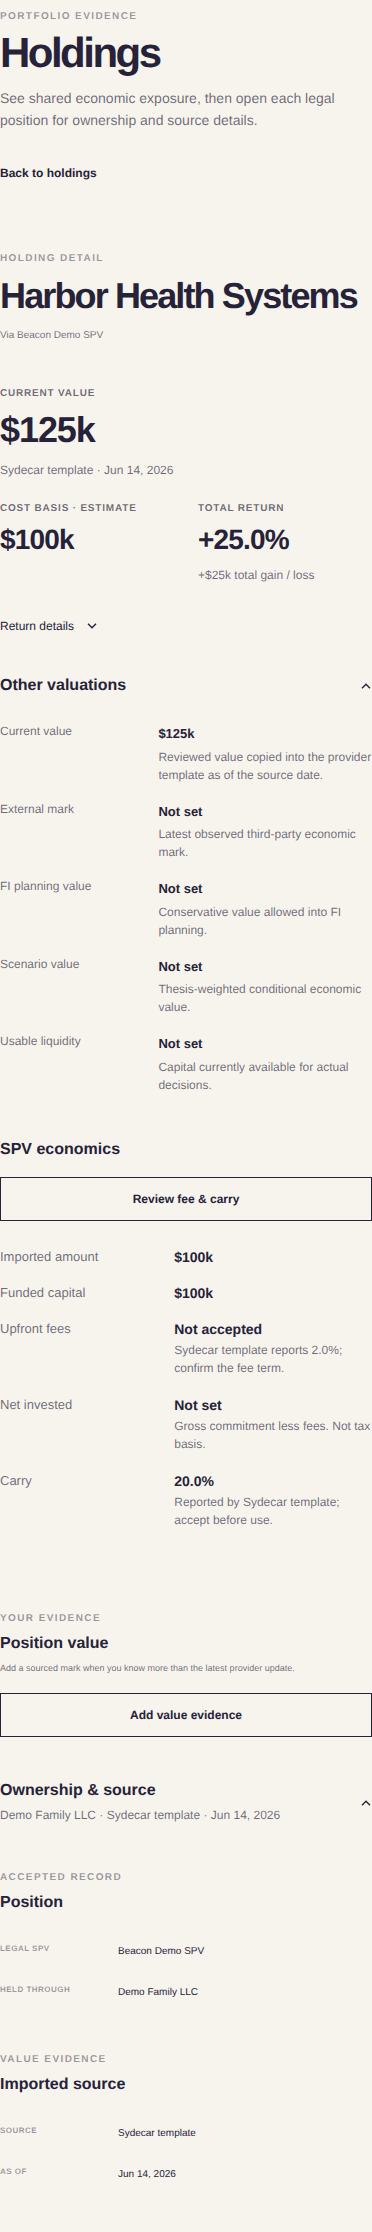 PORTFOLIO EVIDENCE
Holdings
See shared economic exposure, then open each legal
position for ownership and source details.
Back to holdings
HOLDING DETAIL
Harbor Health Systems
Via Beacon Demo SPV
CURRENT VALUE
$125k
Sydecar template · Jun 14, 2026
COST BASIS · ESTIMATE
$100k
TOTAL RETURN
+25.0%
+$25k total gain / loss
Return details
Other valuations
Current value
$125k
Reviewed value copied into the provider
template as of the source date.
External mark
Not set
Latest observed third-party economic
mark.
FI planning value
Not set
Conservative value allowed into FI
planning.
Scenario value
Not set
Thesis-weighted conditional economic
value.
Usable liquidity
Not set
Capital currently available for actual
decisions.
SPV economics
Review fee & carry
Imported amount
$100k
Funded capital
$100k
Upfront fees
Not accepted
Sydecar template reports 2.0%;
confirm the fee term.
Net invested
Not set
Gross commitment less fees. Not tax
basis.
Carry
20.0%
Reported by Sydecar template;
accept before use.
YOUR EVIDENCE
Position value
Add a sourced mark when you know more than the latest provider update.
Add value evidence
Ownership & source
Demo Family LLC · Sydecar template · Jun 14, 2026
ACCEPTED RECORD
Position
LEGAL SPV
Beacon Demo SPV
HELD THROUGH
Demo Family LLC
VALUE EVIDENCE
Imported source
SOURCE
Sydecar template
AS OF
Jun 14, 2026